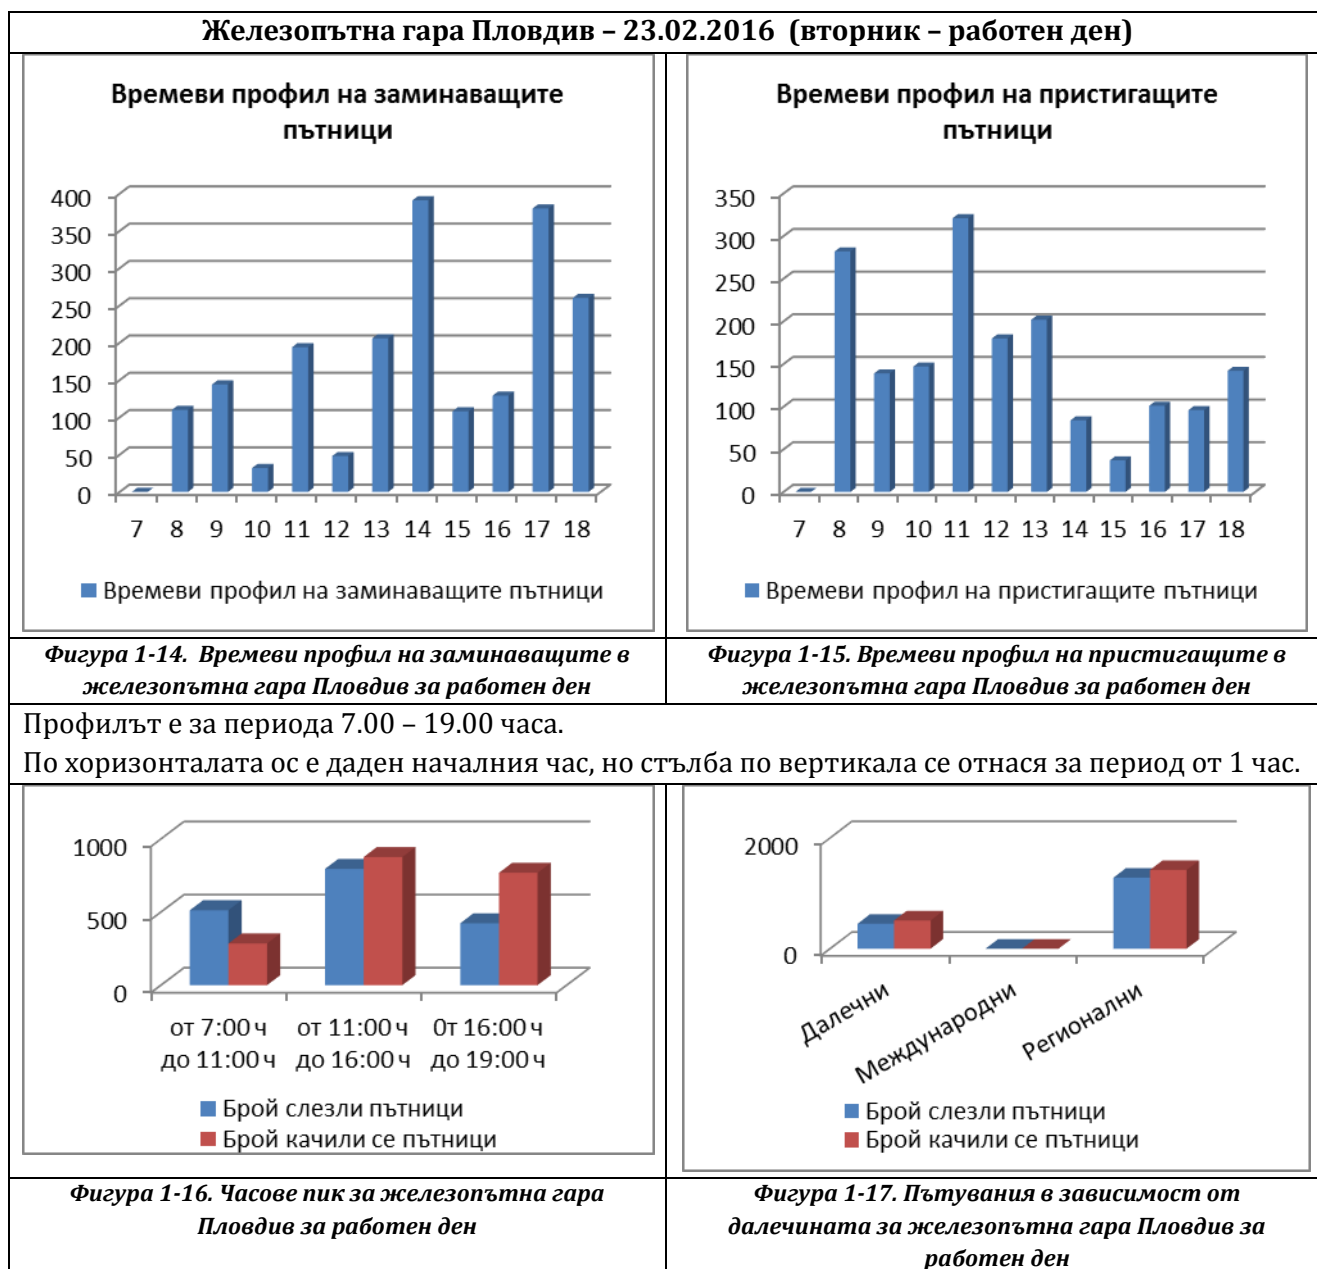 Железопътна гара Пловдив – 23.02.2016 (вторник – работен ден)
Времеви профил на заминаващите
пътници
400
350
300
250
200
150
100
50
0
7 8 9 10 11 12 13 14 15 16 17 18
Времеви профил на заминаващите пътници
Времеви профил на пристигащите
пътници
350
300
250
200
150
100
50
0
7 8 9 10 11 12 13 14 15 16 17 18
Времеви профил на пристигащите пътници
Фигура 1-14. Времеви профил на заминаващите в
железопътна гара Пловдив за работен ден
Фигура 1-15. Времеви профил на пристигащите в
железопътна гара Пловдив за работен ден
Профилът е за периода 7.00 – 19.00 часа.
По хоризонталата ос е даден началния час, но стълба по вертикала се отнася за период от 1 час.
1000
500
0
от 7:00 ч от 11:00 ч 0т 16:00 ч
до 11:00 ч до 16:00 ч до 19:00 ч
Брой слезли пътници
Брой качили се пътници
2000
0
Далечни
Международни
Регионални
Брой слезли пътници
Брой качили се пътници
Фигура 1-16. Часове пик за железопътна гара
Пловдив за работен ден
Фигура 1-17. Пътувания в зависимост от
далечината за железопътна гара Пловдив за
работен ден